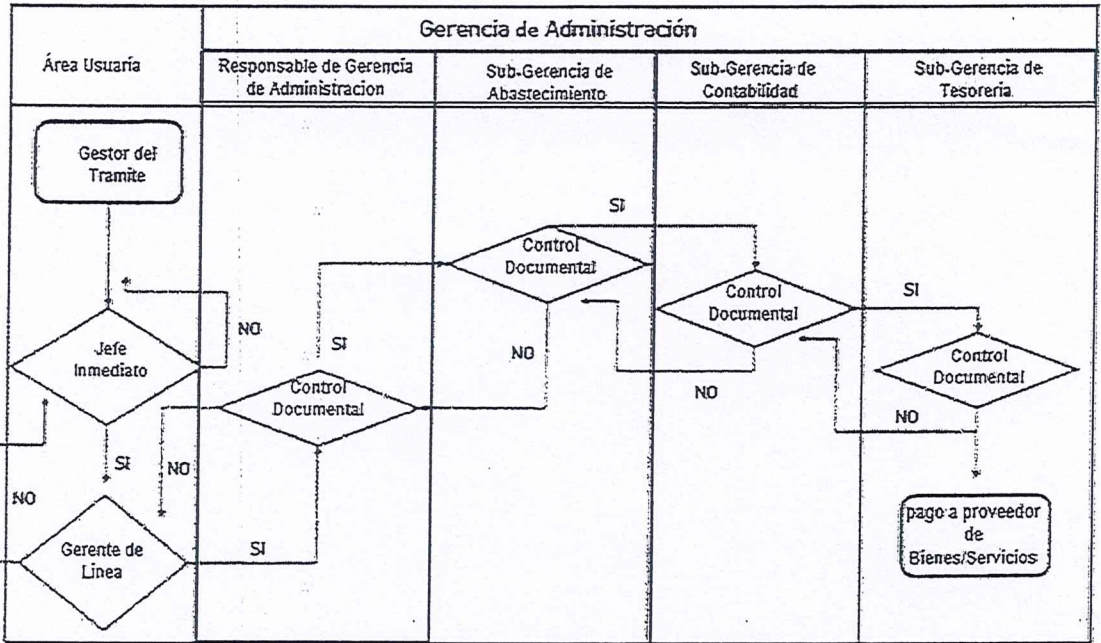 Gerencia de Administración
Área Usuaria
Responsable de Gerencia
de Administracion
Sub-Gerencia de
Abastecimiento
Sub-Gerencia de
Contabilidad
Sub-Gerencia de
Tesoreria
Gestor del
Tramite
NO
Jefe
Inmediato
SI
NO
NO
Gerente de
Linea
SI
SI
Control
Documental
SI
Control
Documental
NO
Control
Documental
NO
SI
Control
Documental
NO
pago a proveedor
de
Bienes/Servicios